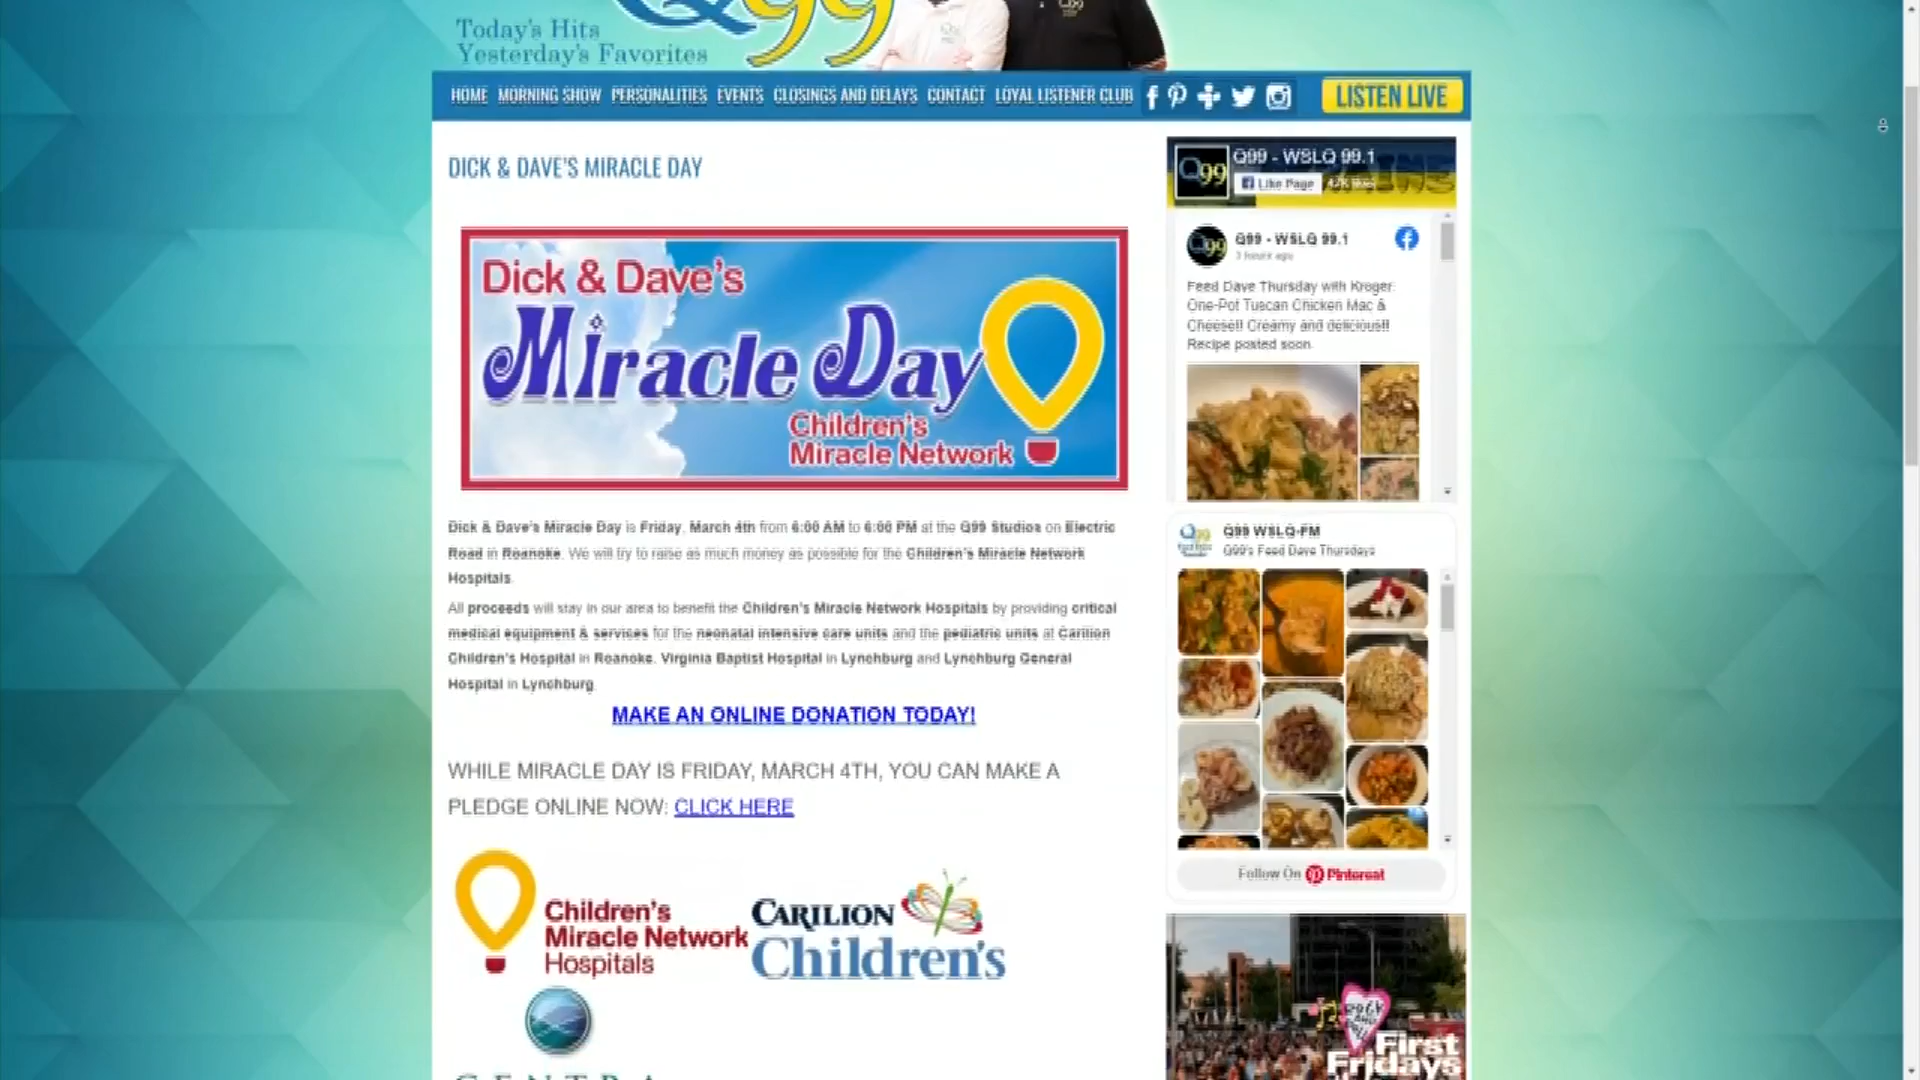 Today's Hits
Yesterday's Favorites
Q99
HOME MORNING SHOW PERSONALITIES EVENTS CLOSINGS AND DELAYS CONTACT LOYAL LISTENER CLUB LISTEN LIVE
DICK & DAVE'S MIRACLE DAY
Dick & Dave's
Miracle Day
Children's
Miracle Network
Dick & Dave's Miracle Day is Friday, March 4th from 6:00 AM to 6:00 PM at the Q99 Studios on Electric
Road in Roanoke. We will try to raise as much money as possible for the Children's Miracle Network
Hospitals.
All proceeds will stay in our area to benefit the Children's Miracle Network Hospitals by providing critical
medical equipment & services for the neonatal intensive care units and the pediatric units at Carilion
Children's Hospital in Roanoke, Virginia Baptist Hospital in Lynchburg and Lynchburg General
Hospital in Lynchburg.
MAKE AN ONLINE DONATION TODAY!
WHILE MIRACLE DAY IS FRIDAY, MARCH 4TH, YOU CAN MAKE A
PLEDGE ONLINE NOW: CLICK HERE
Children's
Miracle Network
Hospitals
CARILION
Children's
CENTRA
Q99
Q99 - WSLQ 99.1
Like Page
Q99
Q99 - WSLQ 99.1
3 hours ago
Feed Dave Thursday with Kroger:
One-Pot Tuscan Chicken Mac &
Cheese!! Creamy and delicious!!
Recipe posted soon.
Q99
Q99 WSLQ-FM
Q99's Feed Dave Thursdays
Follow On Pinterest
First
Fridays